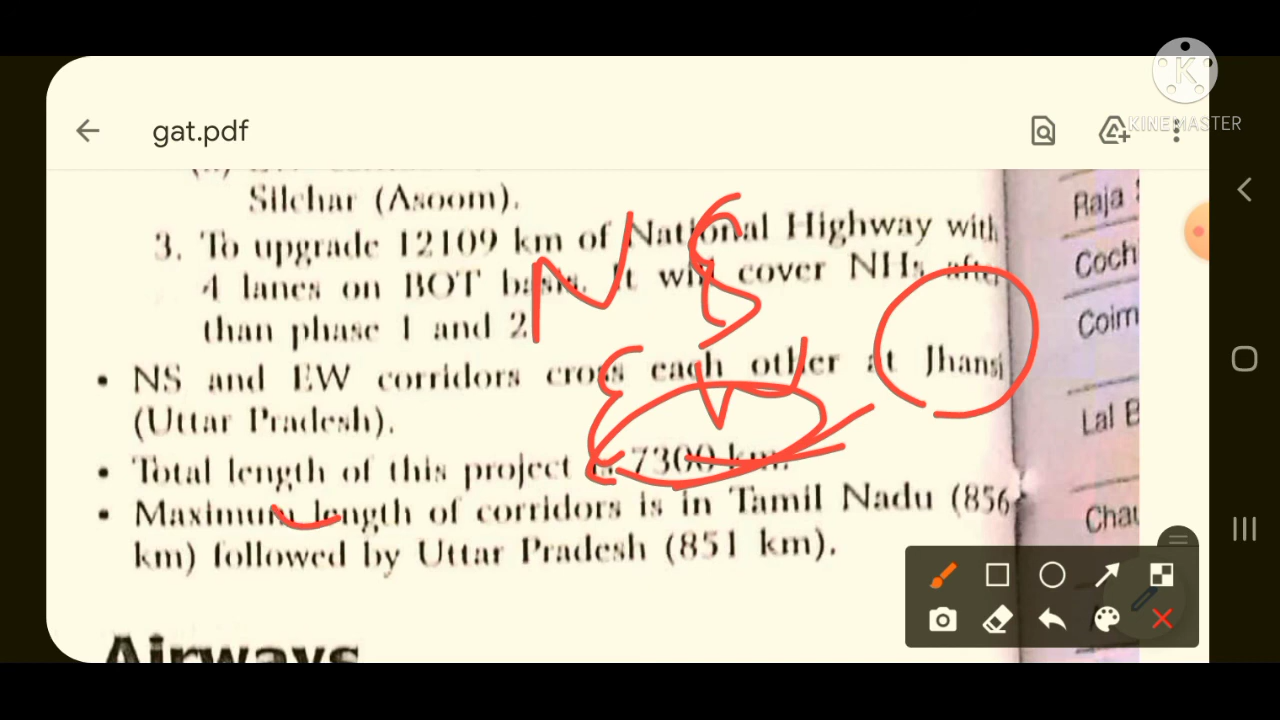 gat.pdf
KINEMASTER
K
Silchar (Asoom).
3. To upgrade 12109 km of National Highway with
4 lanes on BOT basis. It will cover NHs after
than phase 1 and 2
• NS and EW corridors cross each other at Jhansi
(Uttar Pradesh).
• Total length of this project is 7300 km.
• Maximum length of corridors is in Tamil Nadu (856
km) followed by Uttar Pradesh (851 km).
Airways
NS
EW
Raja
Coch
Coim
Lal B
Chau